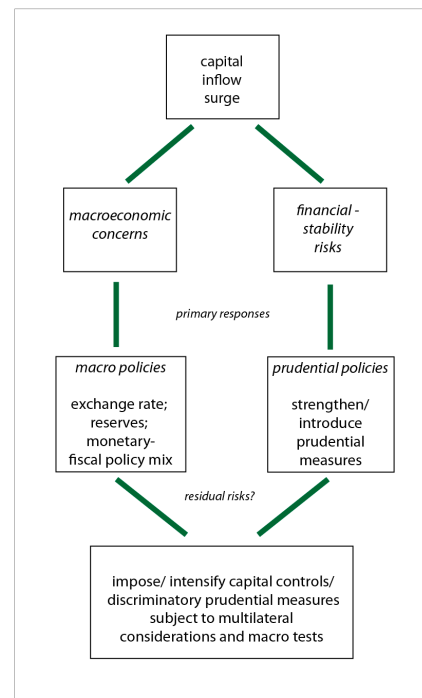 capital
inflow
surge
macroeconomic
concerns
financial -
stability
risks
primary responses
macro policies
exchange rate;
reserves;
monetary-
fiscal policy mix
prudential policies
strengthen/
introduce
prudential
measures
residual risks?
impose/ intensify capital controls/
discriminatory prudential measures
subject to multilateral
considerations and macro tests